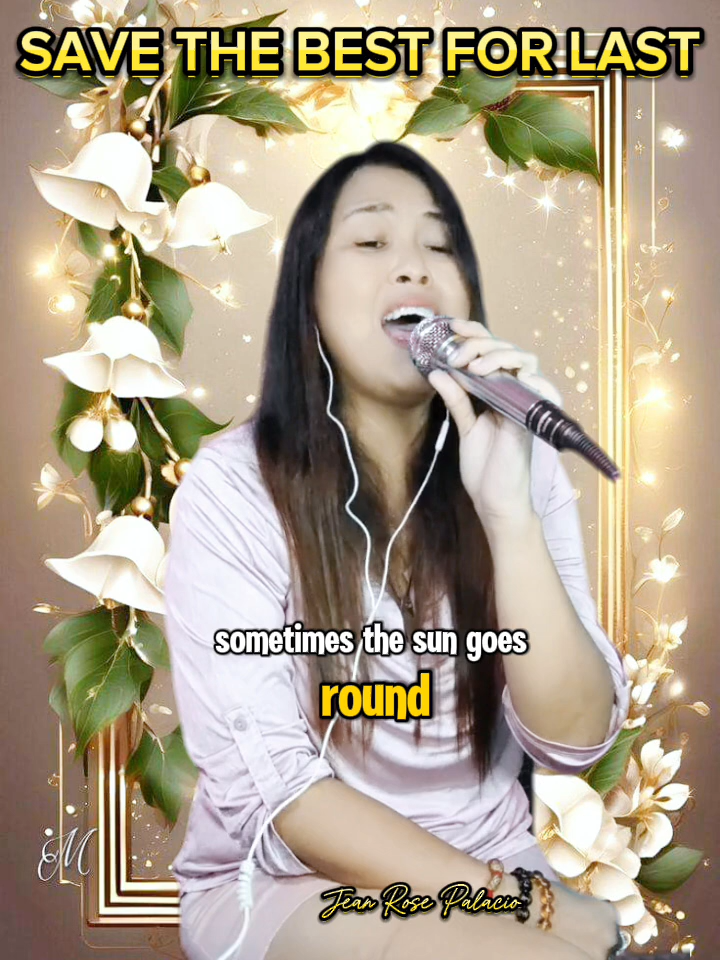 SAVE THE BEST FOR LAST
sometimes the sun goes
round
M
Jean Rose Palacio